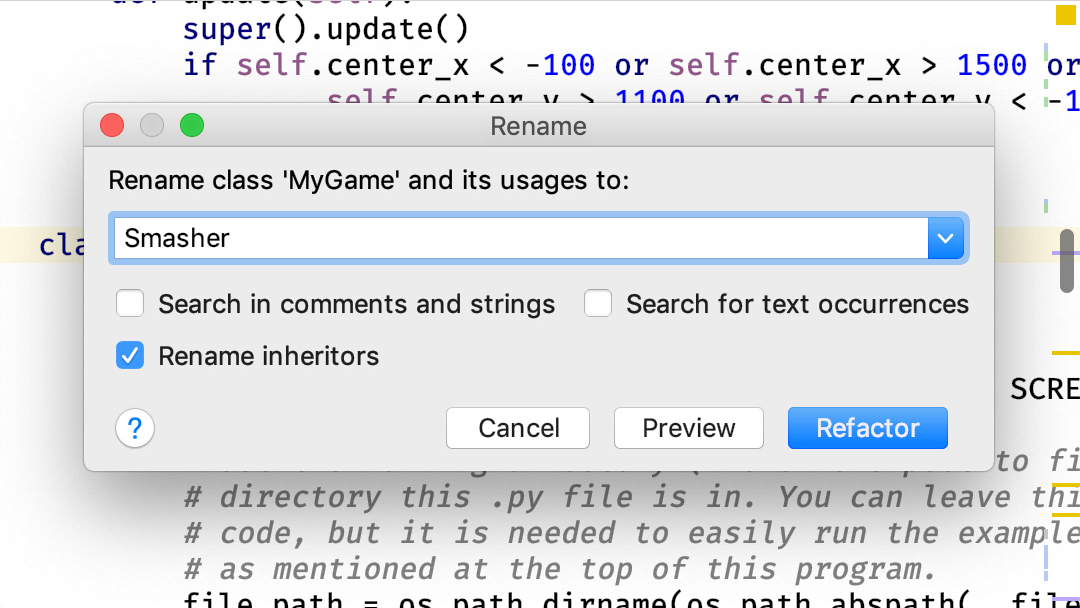 def update(self):
super().update()
if self.center_x < -100 or self.center_x > 1500 or
self.center_y > 1100 or self.center_y < -1
Rename
Rename class 'MyGame' and its usages to:
Smasher
cla
Search in comments and strings
Search for text occurrences
Rename inheritors
SCRE
? Cancel Preview Refactor
to fi
# directory this .py file is in. You can leave thi
# code, but it is needed to easily run the example
# as mentioned at the top of this program.
file_path = os.path.dirname(os.path.abspath(__file